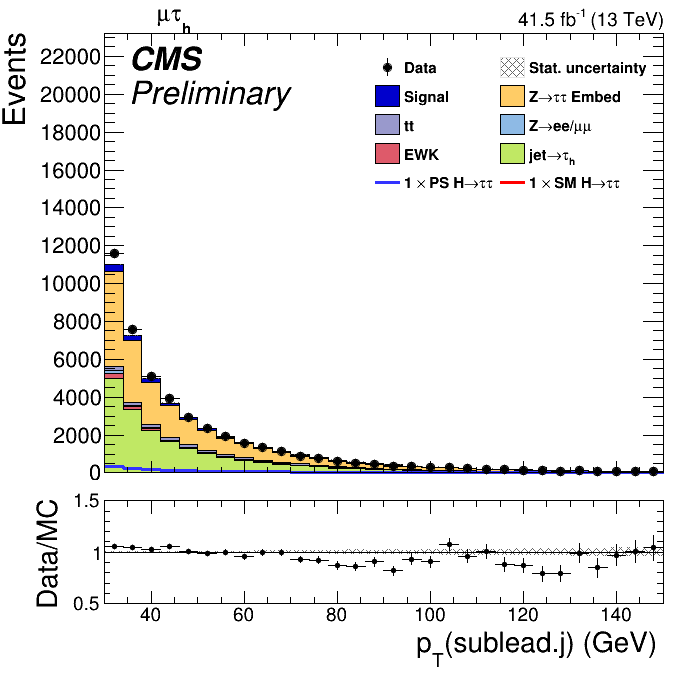 μτh
41.5 fb⁻¹ (13 TeV)
CMS
Preliminary
Events
22000
20000
18000
16000
14000
12000
10000
8000
6000
4000
2000
0
Data
Stat. uncertainty
Signal
Z→ττ Embed
tt
Z→ee/μμ
EWK
jet→τh
1 × PS H→ττ
1 × SM H→ττ
Data/MC
1.5
1
0.5
40 60 80 100 120 140
pT(sublead.j) (GeV)